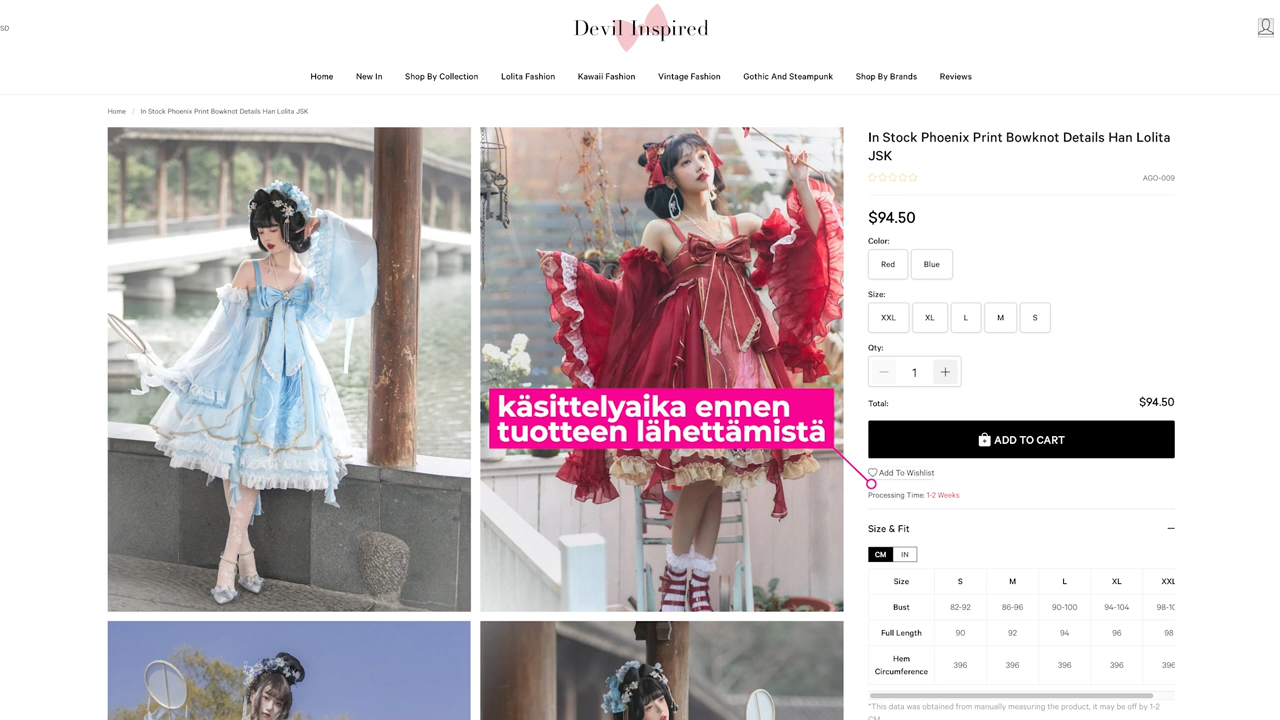 SD
Devil Inspired
Home New In Shop By Collection Lolita Fashion Kawaii Fashion Vintage Fashion Gothic And Steampunk Shop By Brands Reviews
Home / In Stock Phoenix Print Bowknot Details Han Lolita JSK
In Stock Phoenix Print Bowknot Details Han Lolita
JSK
AGO-009
$94.50
Color:
Red Blue
Size:
XXL XL L M S
Qty:
1
Total: $94.50
käsittelyaika ennen
tuotteen lähettämistä
ADD TO CART
Add To Wishlist
Processing Time: 1-2 Weeks
Size & Fit
CM IN
Size S M L XL XXL
Bust 82-92 86-96 90-100 94-104 98-10
Full Length 90 92 94 96 98
Hem
Circumference 396 396 396 396 396
*This data was obtained from manually measuring the product, it may be off by 1-2
CM